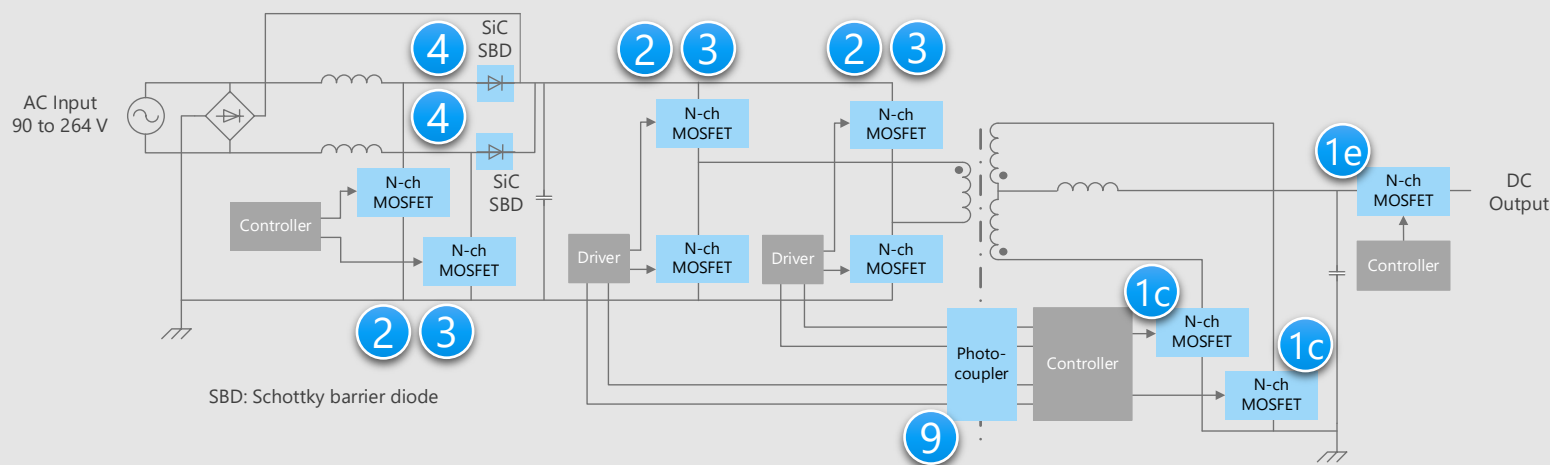 4
SiC
SBD
2
3
2
3
AC Input
90 to 264 V
4
N-ch
MOSFET
N-ch
MOSFET
SiC
SBD
N-ch
MOSFET
1e
N-ch
MOSFET
DC
Output
Controller
N-ch
MOSFET
Driver
N-ch
MOSFET
Driver
N-ch
MOSFET
Controller
2
3
1c
N-ch
MOSFET
1c
Photo-
coupler
Controller
N-ch
MOSFET
SBD: Schottky barrier diode
9